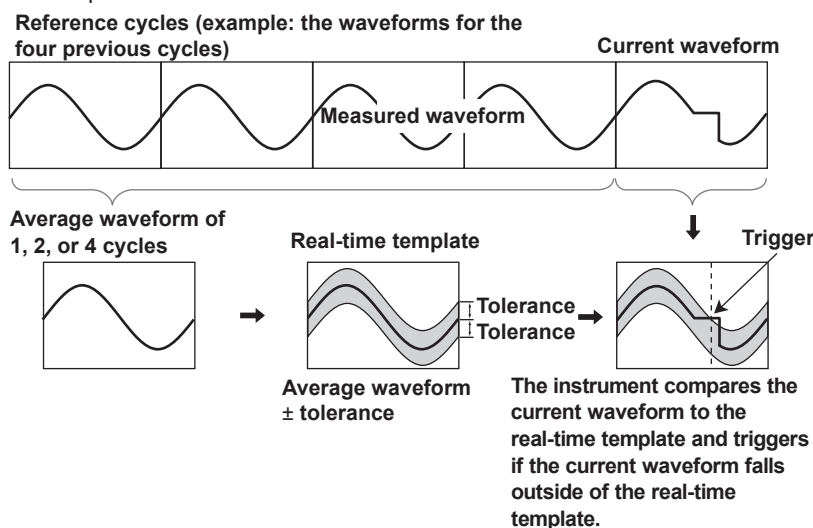 Reference cycles (example: the waveforms for the
four previous cycles)
Current waveform
Measured waveform
Average waveform of
1, 2, or 4 cycles
Real-time template
Trigger
Tolerance
Tolerance
Average waveform
± tolerance
The instrument compares the
current waveform to the
real-time template and triggers
if the current waveform falls
outside of the real-time
template.